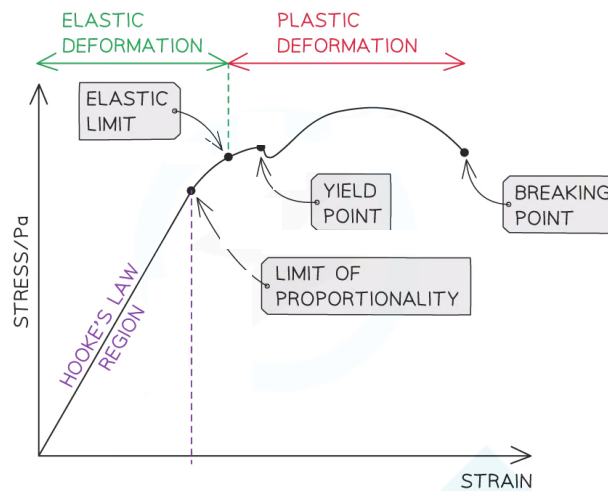 ELASTIC
DEFORMATION
PLASTIC
DEFORMATION
ELASTIC
LIMIT
YIELD
POINT
BREAKING
POINT
LIMIT OF
PROPORTIONALITY
HOOKE'S LAW
REGION
STRESS/Pa
STRAIN